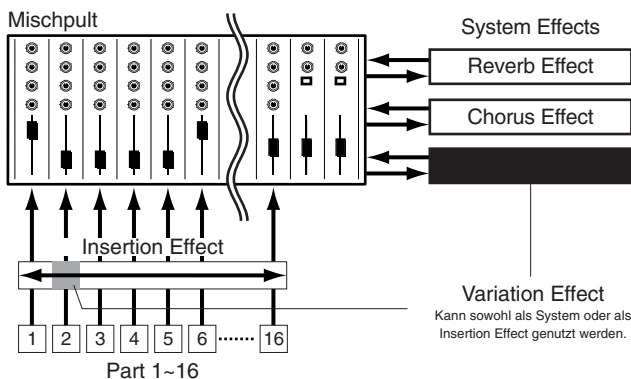 Mischpult
System Effects
Reverb Effect
Chorus Effect
Insertion Effect
Variation Effect
Kann sowohl als System oder als
Insertion Effect genutzt werden.
1 2 3 4 5 6 ....... 16
Part 1~16